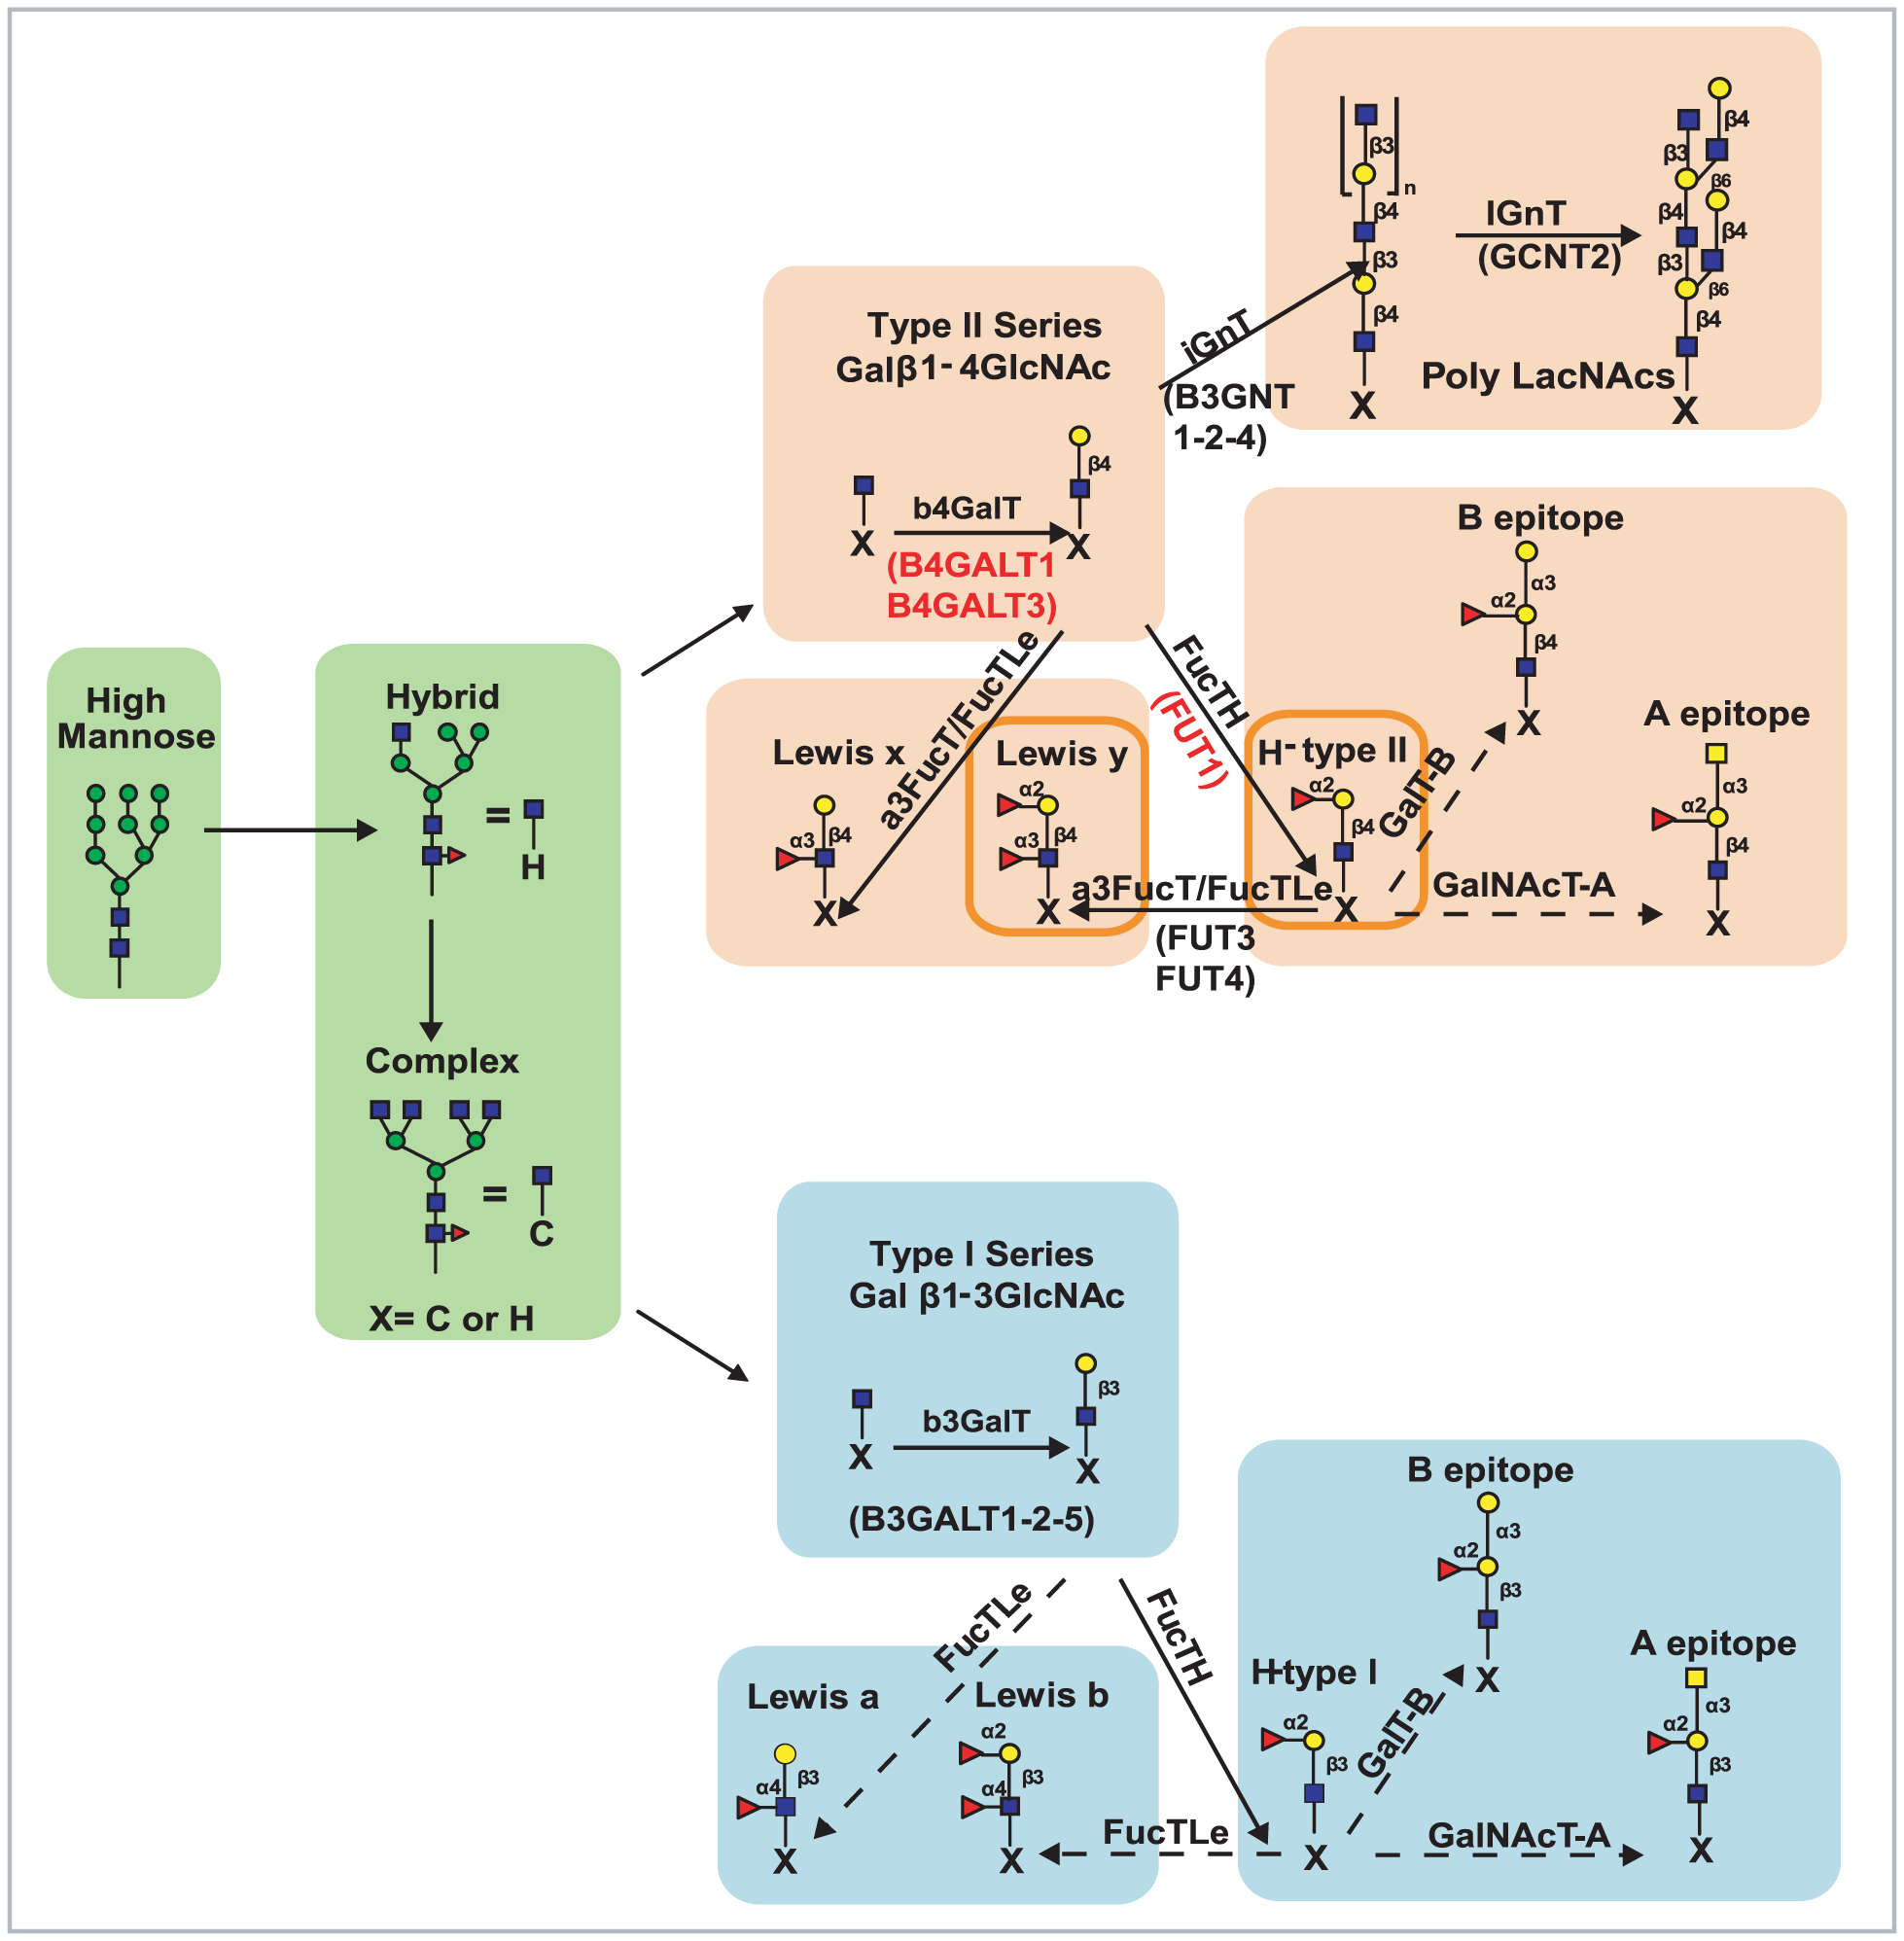 High
Mannose
Hybrid
=
H
Complex
=
C
X= C or H
Type II Series
Galβ1-4GlcNAc
β4
b4GalT
X
X
(B4GALT1
B4GALT3)
iGnT
(B3GNT
1-2-4)
β3
n
β4
β3
β4
X
IGnT
(GCNT2)
β4
β3
β6
β4
β4
β3
β6
β4
X
Poly LacNAcs
a3FucT/FucTLe
FucTH
(FUT1)
Lewis x
β4
α3
X
Lewis y
α2
β4
α3
X
a3FucT/FucTLe
(FUT3
FUT4)
H-type II
α2
β4
X
GalT-B
GalNAcT-A
B epitope
α3
α2
β4
X
A epitope
α3
α2
β4
X
Type I Series
Gal β1-3GlcNAc
β3
b3GalT
X
X
(B3GALT1-2-5)
FucTLe
FucTH
Lewis a
β3
α4
X
Lewis b
α2
β3
α4
X
FucTLe
H-type I
α2
β3
X
GalT-B
GalNAcT-A
B epitope
α3
α2
β3
X
A epitope
α3
α2
β3
X